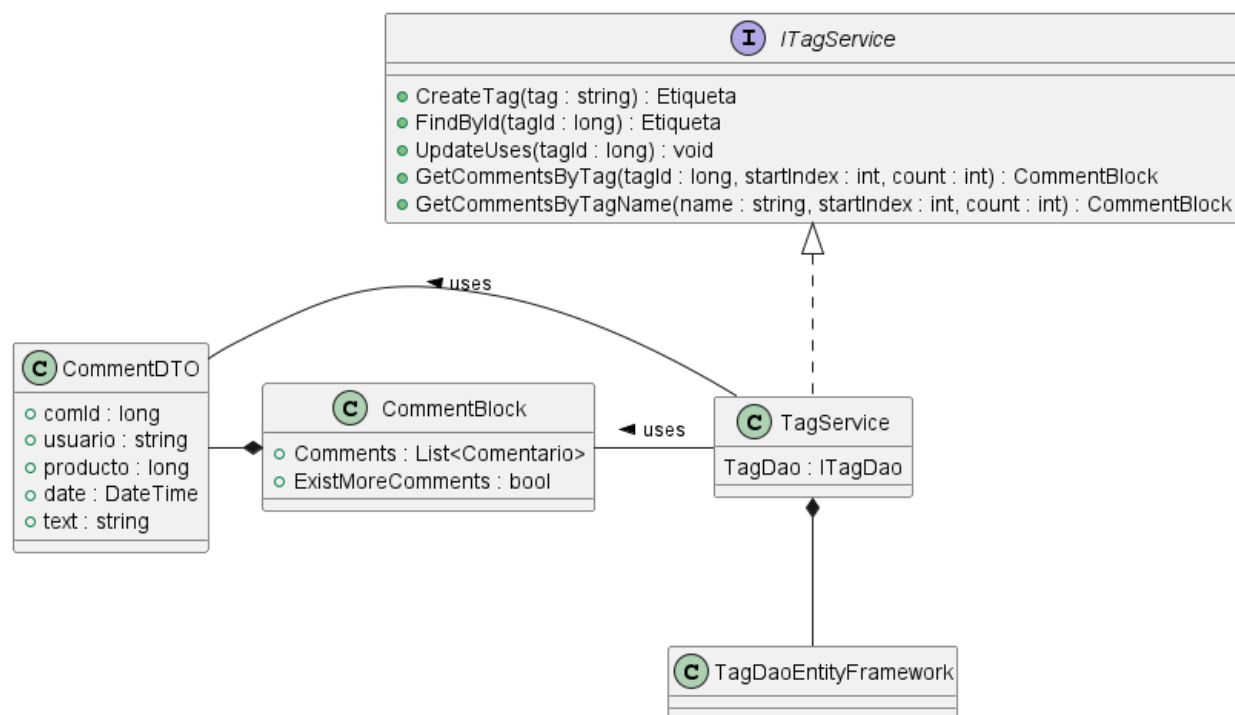 I ITagService
CreateTag(tag : string) : Etiqueta
FindById(tagId : long) : Etiqueta
UpdateUses(tagId : long) : void
GetCommentsByTag(tagId : long, startIndex : int, count : int) : CommentBlock
GetCommentsByTagName(name : string, startIndex : int, count : int) : CommentBlock
uses
C CommentDTO
comId : long
usuario : string
producto : long
date : DateTime
text : string
C CommentBlock
Comments : List<Comentario>
ExistMoreComments : bool
uses
C TagService
TagDao : ITagDao
C TagDaoEntityFramework